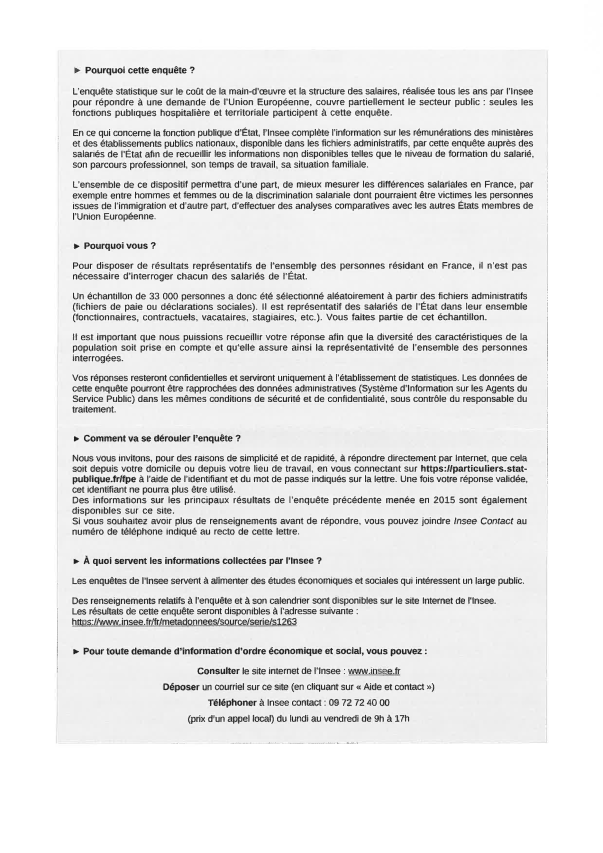 ► Pourquoi cette enquête ?
L'enquête statistique sur le coût de la main-d'œuvre et la structure des salaires, réalisée tous les ans par l'Insee
pour répondre à une demande de l'Union Européenne, couvre partiellement le secteur public : seules les
fonctions publiques hospitalière et territoriale participent à cette enquête.
En ce qui concerne la fonction publique d'État, l'Insee complète l'information sur les rémunérations des ministères
et des établissements publics nationaux, disponible dans les fichiers administratifs, par cette enquête auprès des
salariés de l'État afin de recueillir les informations non disponibles telles que le niveau de formation du salarié,
son parcours professionnel, son temps de travail, sa situation familiale.
L'ensemble de ce dispositif permettra d'une part, de mieux mesurer les différences salariales en France, par
exemple entre hommes et femmes ou de la discrimination salariale dont pourraient être victimes les personnes
issues de l'immigration et d'autre part, d'effectuer des analyses comparatives avec les autres États membres de
l'Union Européenne.
► Pourquoi vous ?
Pour disposer de résultats représentatifs de l'ensemble des personnes résidant en France, il n'est pas
nécessaire d'interroger chacun des salariés de l'État.
Un échantillon de 33 000 personnes a donc été sélectionné aléatoirement à partir des fichiers administratifs
(fichiers de paie ou déclarations sociales). Il est représentatif des salariés de l'État dans leur ensemble
(fonctionnaires, contractuels, vacataires, stagiaires, etc.). Vous faites partie de cet échantillon.
Il est important que nous puissions recueillir votre réponse afin que la diversité des caractéristiques de la
population soit prise en compte et qu'elle assure ainsi la représentativité de l'ensemble des personnes
interrogées.
Vos réponses resteront confidentielles et serviront uniquement à l'établissement de statistiques. Les données de
cette enquête pourront être rapprochées des données administratives (Système d'Information sur les Agents du
Service Public) dans les mêmes conditions de sécurité et de confidentialité, sous contrôle du responsable du
traitement.
► Comment va se dérouler l'enquête ?
Nous vous invitons, pour des raisons de simplicité et de rapidité, à répondre directement par Internet, que cela
soit depuis votre domicile ou depuis votre lieu de travail, en vous connectant sur https://particuliers.stat-
publique.fr/fpe à l'aide de l'identifiant et du mot de passe indiqués sur la lettre. Une fois votre réponse validée,
cet identifiant ne pourra plus être utilisé.
Des informations sur les principaux résultats de l'enquête précédente menée en 2015 sont également
disponibles sur ce site.
Si vous souhaitez avoir plus de renseignements avant de répondre, vous pouvez joindre Insee Contact au
numéro de téléphone indiqué au recto de cette lettre.
► À quoi servent les informations collectées par l'Insee ?
Les enquêtes de l'Insee servent à alimenter des études économiques et sociales qui intéressent un large public.
Des renseignements relatifs à l'enquête et à son calendrier sont disponibles sur le site Internet de l'Insee.
Les résultats de cette enquête seront disponibles à l'adresse suivante :
https://www.insee.fr/fr/metadonnees/source/serie/s1263
► Pour toute demande d'information d'ordre économique et social, vous pouvez :
Consulter le site internet de l'Insee : www.insee.fr
Déposer un courriel sur ce site (en cliquant sur « Aide et contact »)
Téléphoner à Insee contact : 09 72 72 40 00
(prix d'un appel local) du lundi au vendredi de 9h à 17h